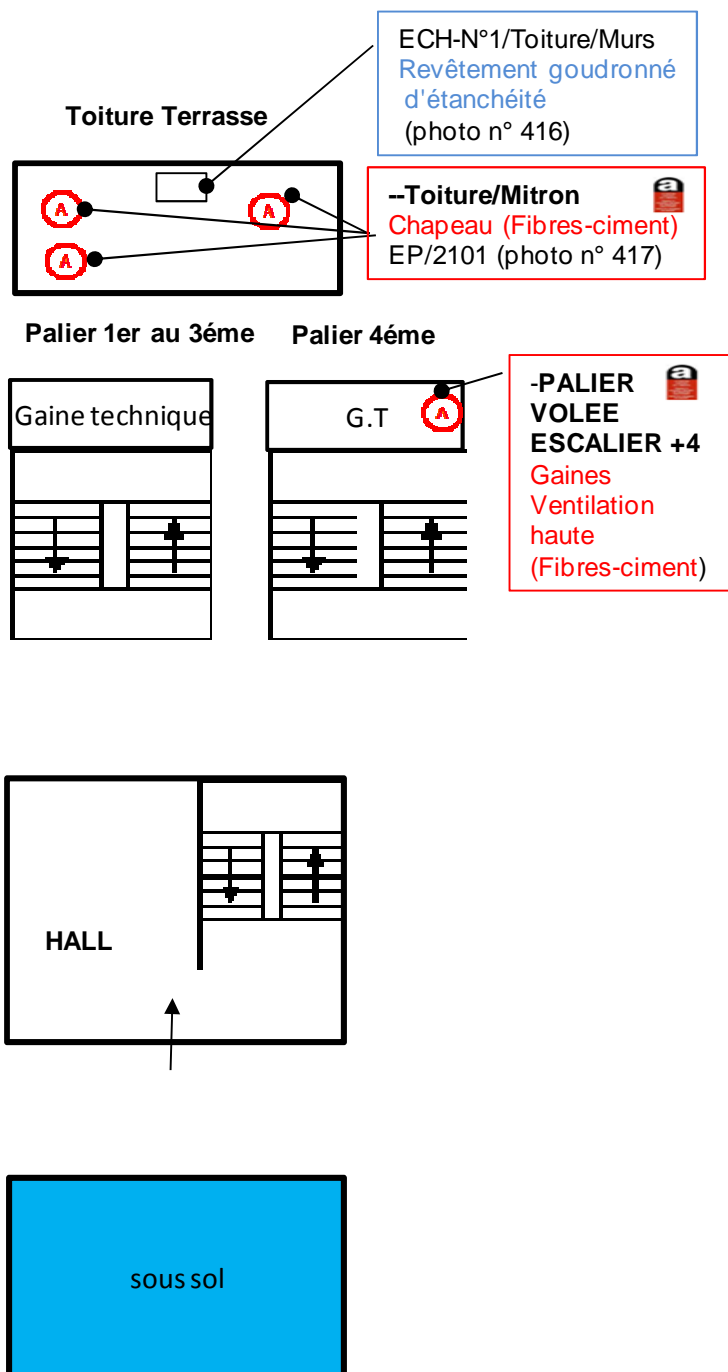 ECH-N°1/Toiture/Murs
Revêtement goudronné
d'étanchéité
(photo n° 416)
Toiture Terrasse
A
A
A
--Toiture/Mitron
a
Chapeau (Fibres-ciment)
EP/2101 (photo n° 417)
Palier 1er au 3éme
Palier 4éme
Gaine technique
G.T
A
-PALIER
a
VOLEE
ESCALIER +4
Gaines
Ventilation
haute
(Fibres-ciment)
HALL
sous sol